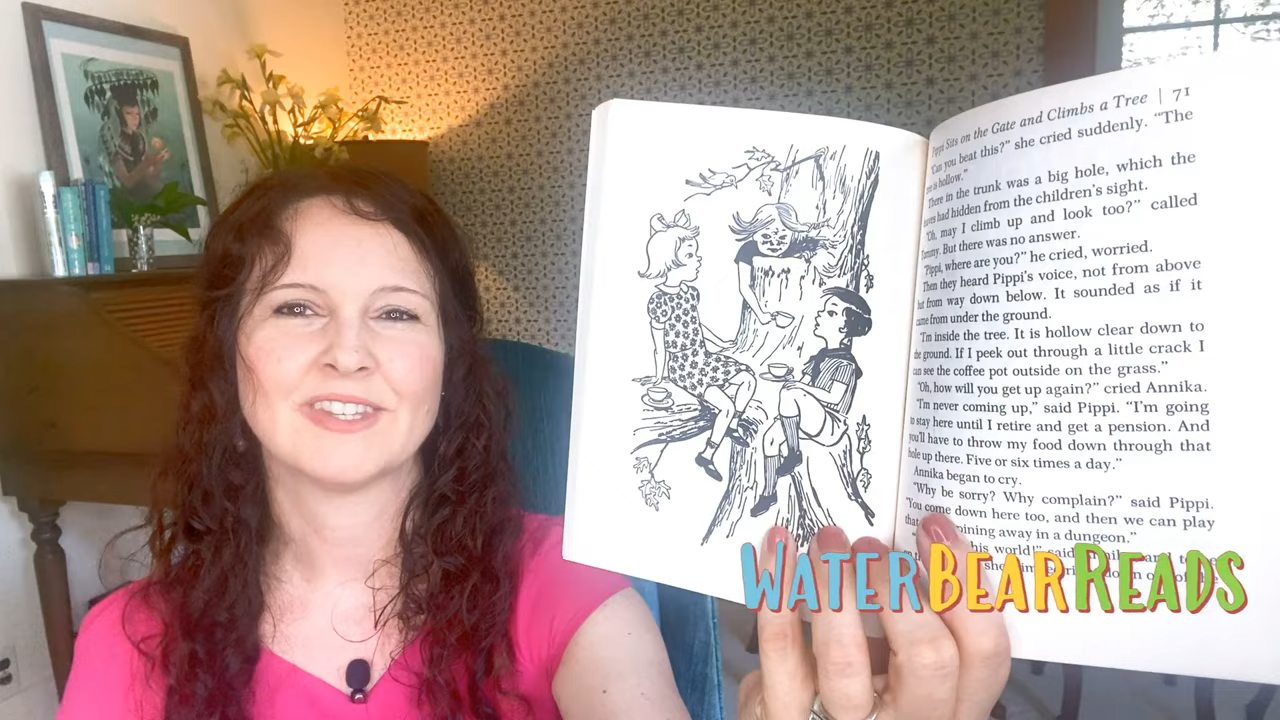 Pippi Sits on the Gate and Climbs a Tree | 71
"Can you beat this?" she cried suddenly. "The
is hollow."
There in the trunk was a big hole, which the
had hidden from the children's sight.
"Oh, may I climb up and look too?" called
Tommy. But there was no answer.
"Pippi, where are you?" he cried, worried.
Then they heard Pippi's voice, not from above
but from way down below. It sounded as if it
came from under the ground.
"I'm inside the tree. It is hollow clear down to
the ground. If I peek out through a little crack I
can see the coffee pot outside on the grass."
"Oh, how will you get up again?" cried Annika.
"I'm never coming up," said Pippi. "I'm going
to stay here until I retire and get a pension. And
you'll have to throw my food down through that
hole up there. Five or six times a day."
Annika began to cry.
"Why be sorry? Why complain?" said Pippi.
"You come down here too, and then we can play
that pining away in a dungeon."
this world!" said
WATERBEARREADS